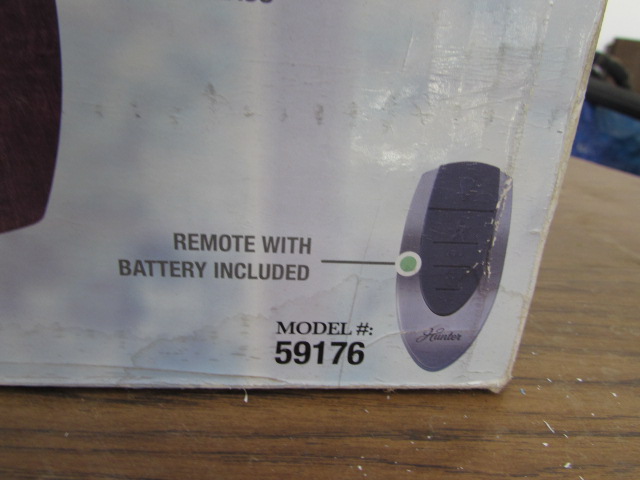 REMOTE WITH
BATTERY INCLUDED
MODEL #:
59176
Hunter